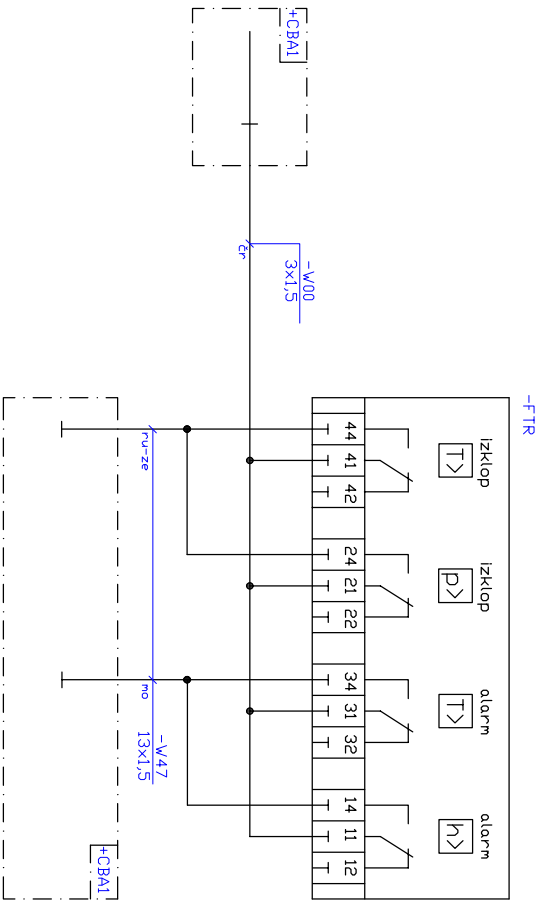 -FTR
izklop
izklop
alarm
alarm
T>
p>
T>
h>
44
41
42
24
21
22
34
31
32
14
11
12
+CBA1
-W00
3x1,5
čr
ru-ze
mo
-W47
13x1,5
+CBA1